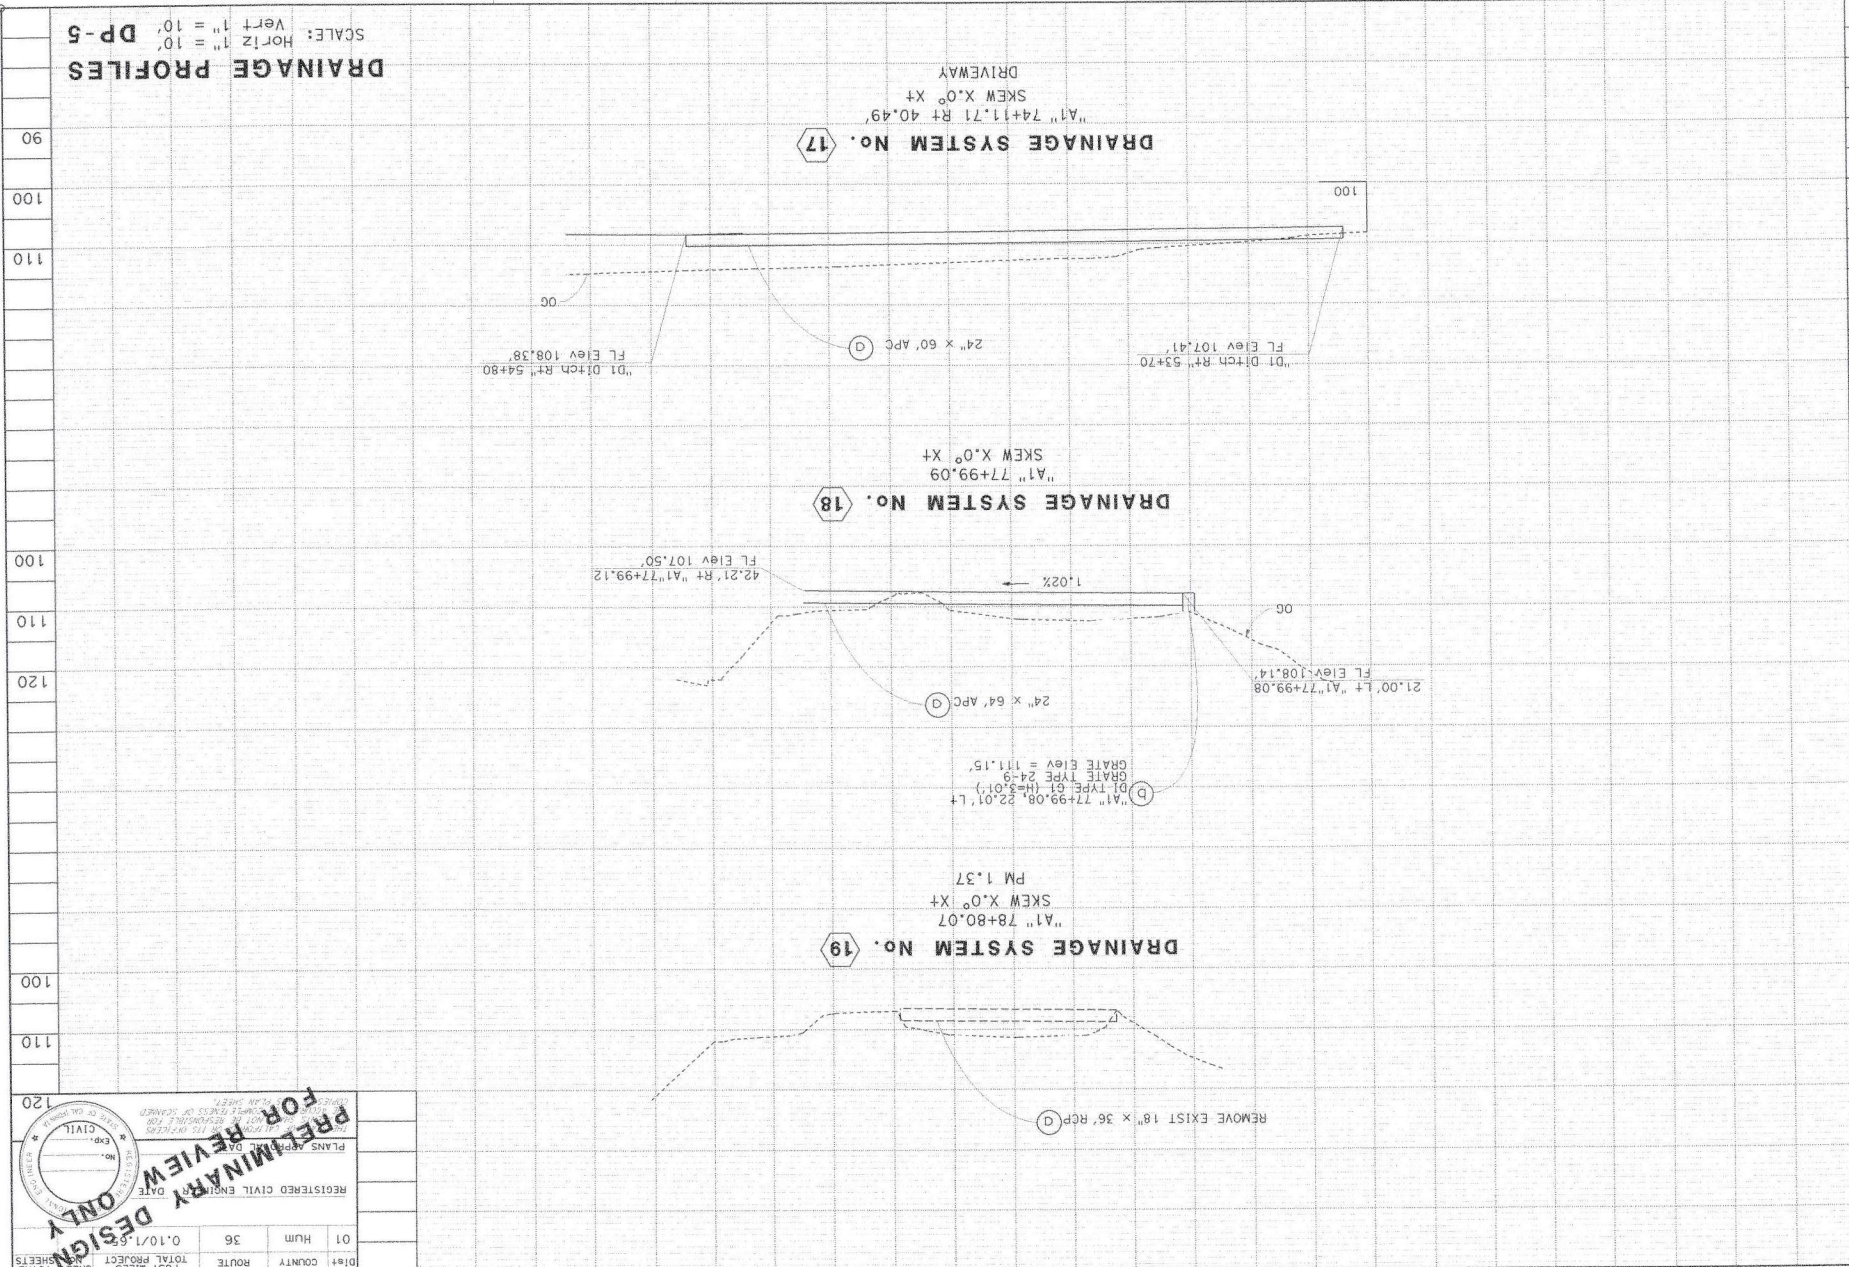 Dist COUNTY ROUTE TOTAL PROJECT SHEETS
01 Hum 36 0.10/1.65
REGISTERED CIVIL ENGINEER DATE
PLANS APPROVAL DATE
No.
Exp.
CIVIL
PRELIMINARY DESIGN
FOR REVIEW ONLY
REMOVE EXIST 18" x 36' RCP a
120
110
100
DRAINAGE SYSTEM No. 19
"A1" 78+80.07
SKEW X.0° X†
PM 1.37
b "A1" 77+99.08, 22.01' Lt
DI TYPE G1 (H=3.01')
GRATE TYPE 24-9
GRATE Elev = 111.15'
24" x 64' APC a
21.00' Lt "A1"77+99.08
FL Elev 108.14'
OG
1.02%
42.21' Rt "A1"77+99.12
FL Elev 107.50'
120
110
100
DRAINAGE SYSTEM No. 18
"A1" 77+99.09
SKEW X.0° X†
"D1 Ditch Rt" 53+70
FL Elev 107.41'
24" x 60' APC a
"D1 Ditch Rt" 54+80
FL Elev 108.38'
OG
100
110
100
90
DRAINAGE SYSTEM No. 17
"A1" 74+11.71 Rt 40.49'
SKEW X.0° X†
DRIVEWAY
DRAINAGE PROFILES
SCALE: Horiz 1" = 10'
Vert 1" = 10'
DP-5